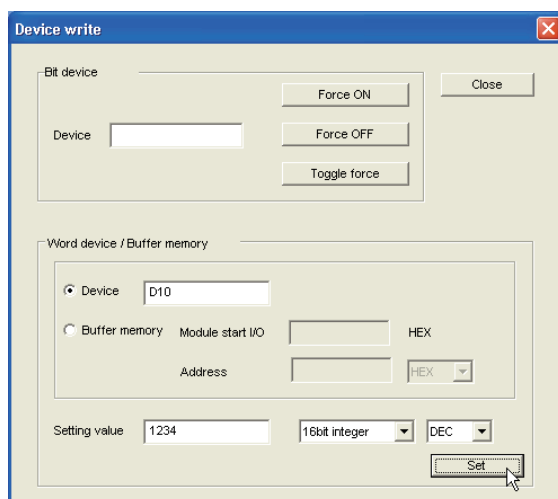 Device write
Bit device
Force ON
Close
Device
Force OFF
Toggle force
Word device / Buffer memory
Device D10
Buffer memory Module start I/O HEX
Address HEX
Setting value 1234 16bit integer DEC
Set